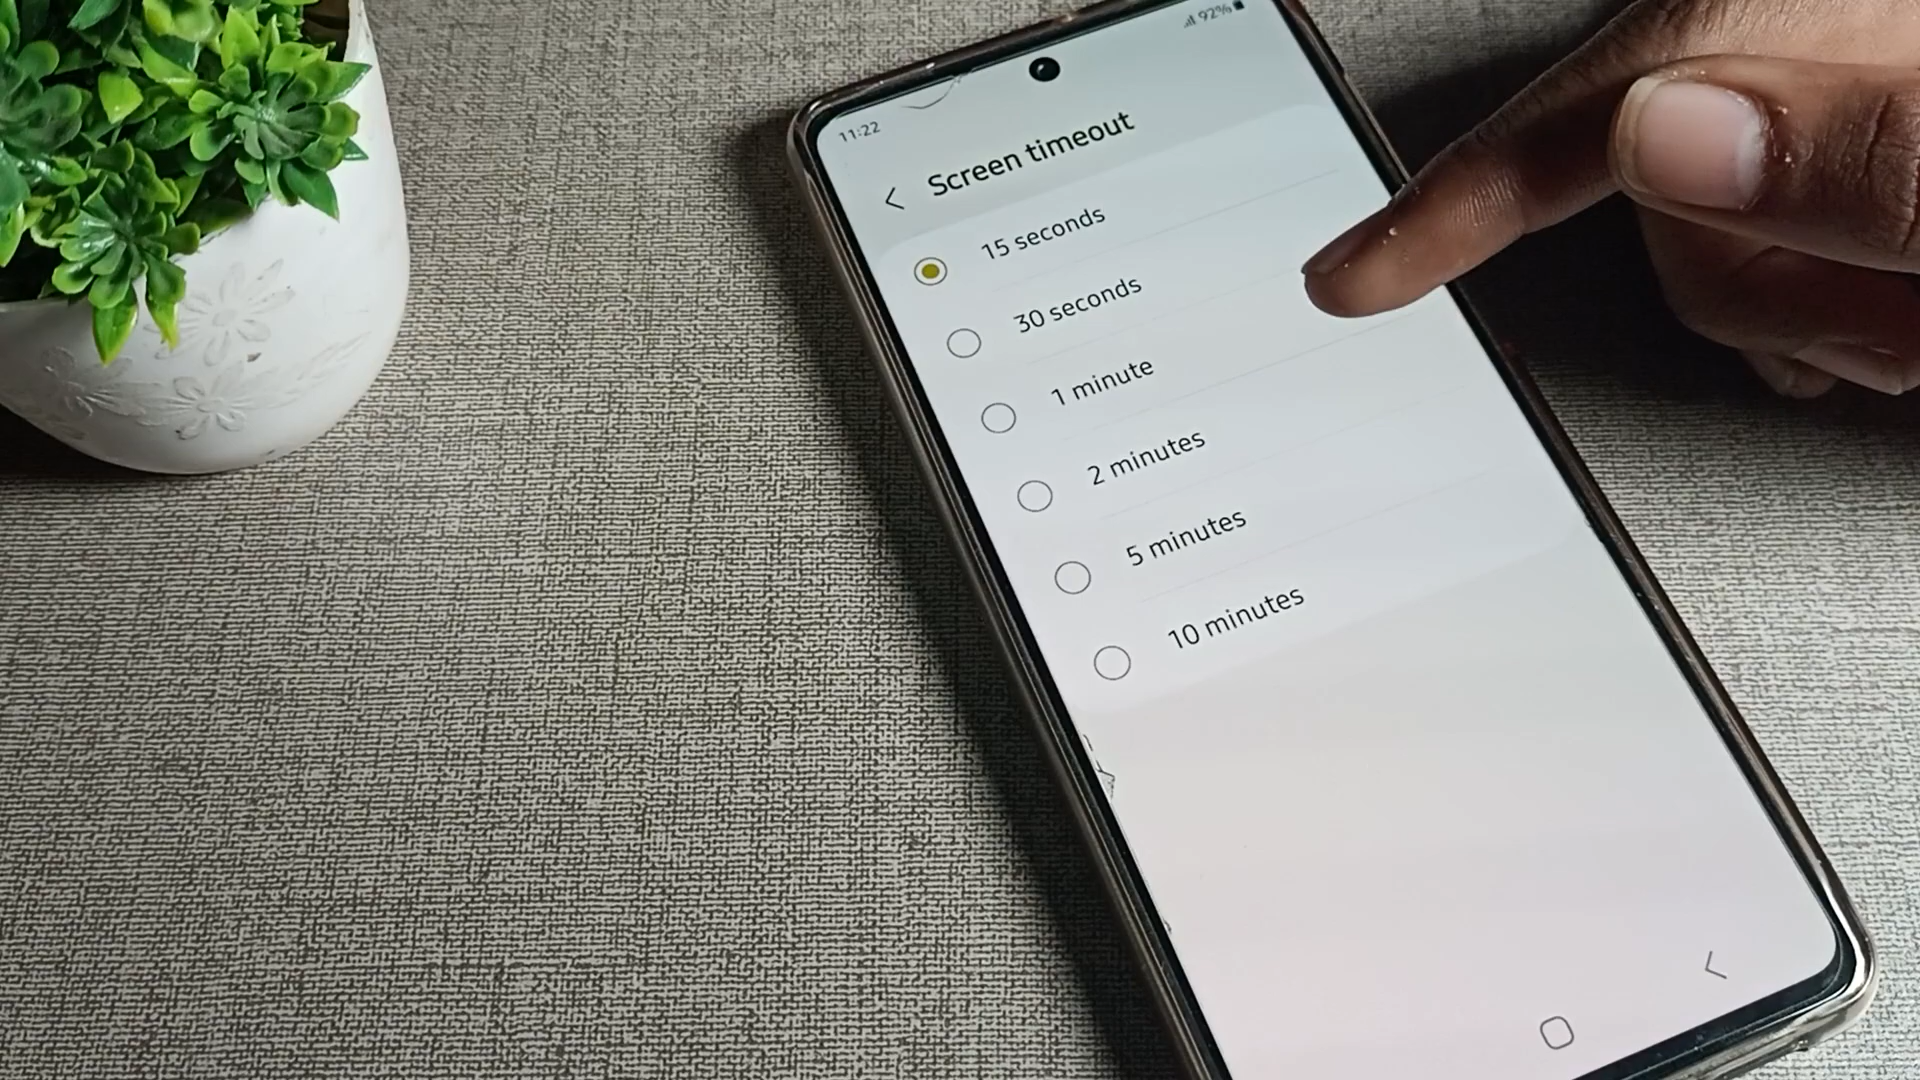 92%
11:22
Screen timeout
15 seconds
30 seconds
1 minute
2 minutes
5 minutes
10 minutes